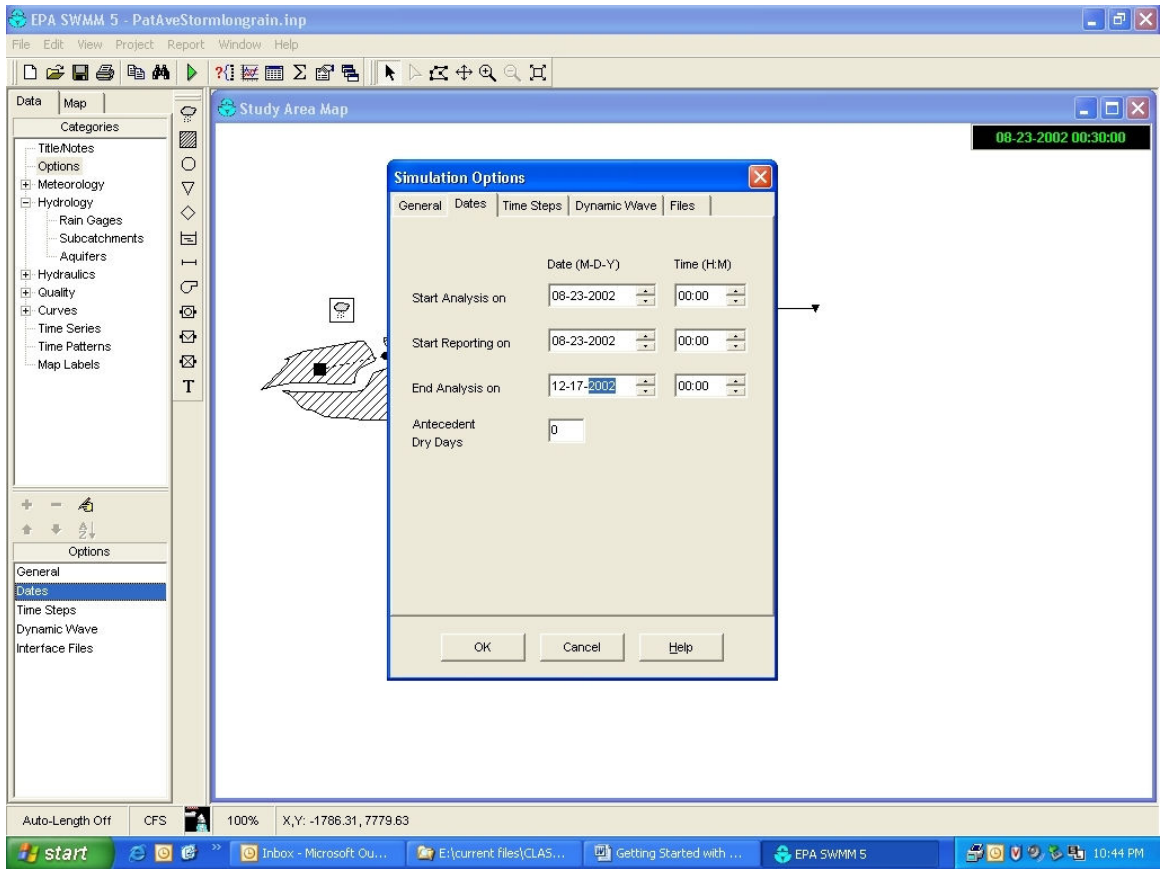 EPA SWMM 5 - PatAveStormlongrain.inp
File Edit View Project Report Window Help
Data Map
Categories
Title/Notes
Options
Meteorology
Hydrology
Rain Gages
Subcatchments
Aquifers
Hydraulics
Quality
Curves
Time Series
Time Patterns
Map Labels
T
Options
General
Dates
Time Steps
Dynamic Wave
Interface Files
Study Area Map
08-23-2002 00:30:00
Simulation Options
General Dates Time Steps Dynamic Wave Files
Date (M-D-Y) Time (H:M)
Start Analysis on 08-23-2002 00:00
Start Reporting on 08-23-2002 00:00
End Analysis on 12-17-2002 00:00
Antecedent
Dry Days 0
OK Cancel Help
Auto-Length Off CFS 100% X,Y: -1786.31, 7779.63
start Inbox - Microsoft Ou... E:\current files\CLAS... Getting Started with ... EPA SWMM 5 10:44 PM